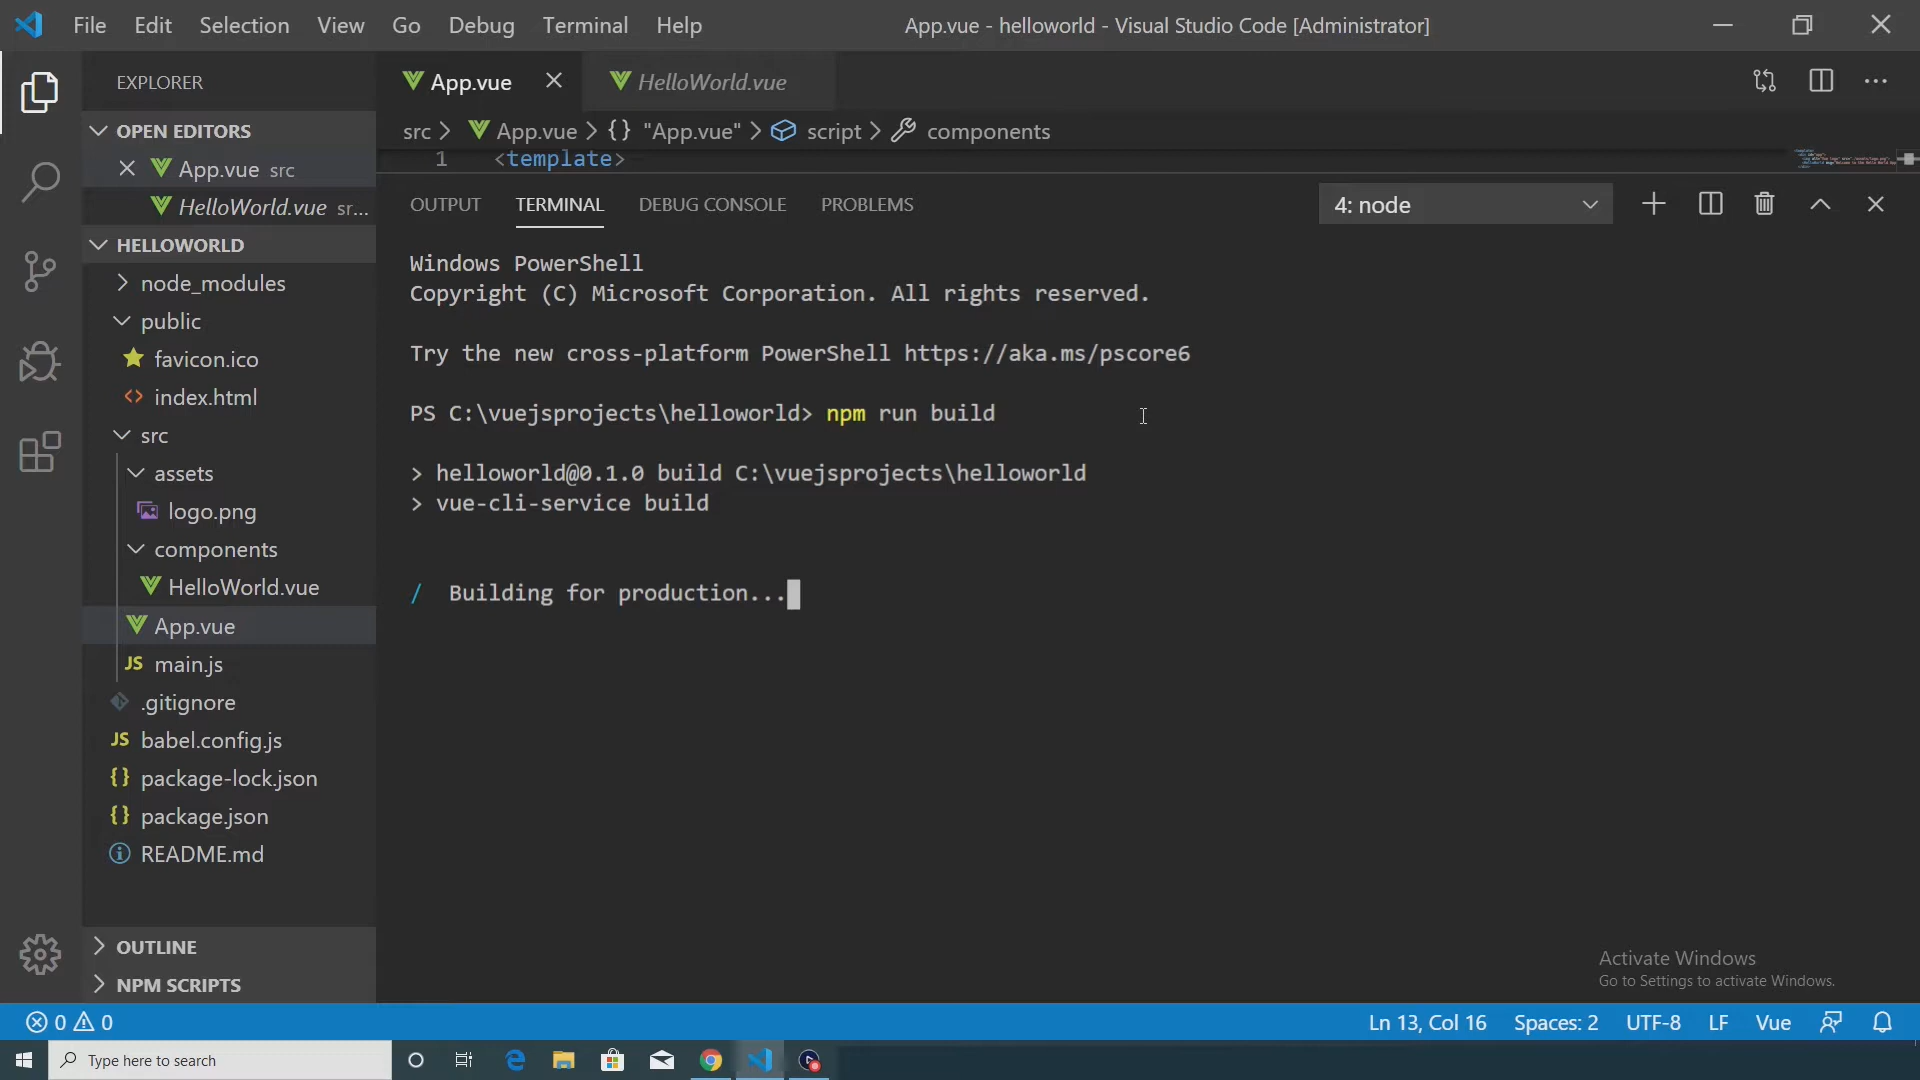 File Edit Selection View Go Debug Terminal Help App.vue - helloworld - Visual Studio Code [Administrator]
EXPLORER
OPEN EDITORS
App.vue src
HelloWorld.vue sr...
HELLOWORLD
node_modules
public
favicon.ico
index.html
src
assets
logo.png
components
HelloWorld.vue
App.vue
JS main.js
.gitignore
JS babel.config.js
{} package-lock.json
{} package.json
README.md
OUTLINE
NPM SCRIPTS
App.vue HelloWorld.vue
src > App.vue > {} "App.vue" > script > components
1 <template>
OUTPUT TERMINAL DEBUG CONSOLE PROBLEMS 4: node
Windows PowerShell
Copyright (C) Microsoft Corporation. All rights reserved.
Try the new cross-platform PowerShell https://aka.ms/pscore6
PS C:\vuejsprojects\helloworld> npm run build
> helloworld@0.1.0 build C:\vuejsprojects\helloworld
> vue-cli-service build
/ Building for production...
Activate Windows
Go to Settings to activate Windows.
0 0 Ln 13, Col 16 Spaces: 2 UTF-8 LF Vue
Type here to search